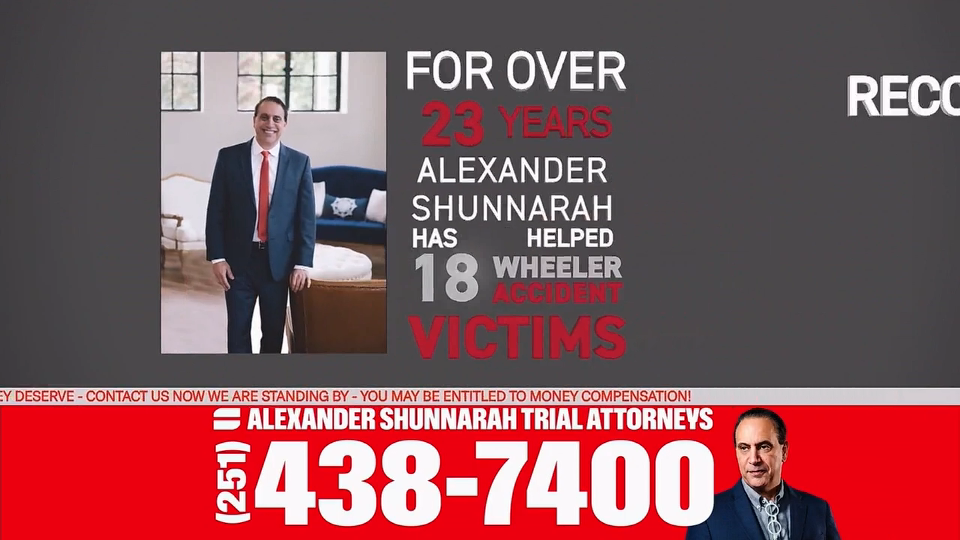 FOR OVER
23 YEARS
ALEXANDER
SHUNNARAH
HAS HELPED
18 WHEELER
ACCIDENT
VICTIMS
RECO
EY DESERVE - CONTACT US NOW WE ARE STANDING BY - YOU MAY BE ENTITLED TO MONEY COMPENSATION!
ALEXANDER SHUNNARAH TRIAL ATTORNEYS
(251) 438-7400